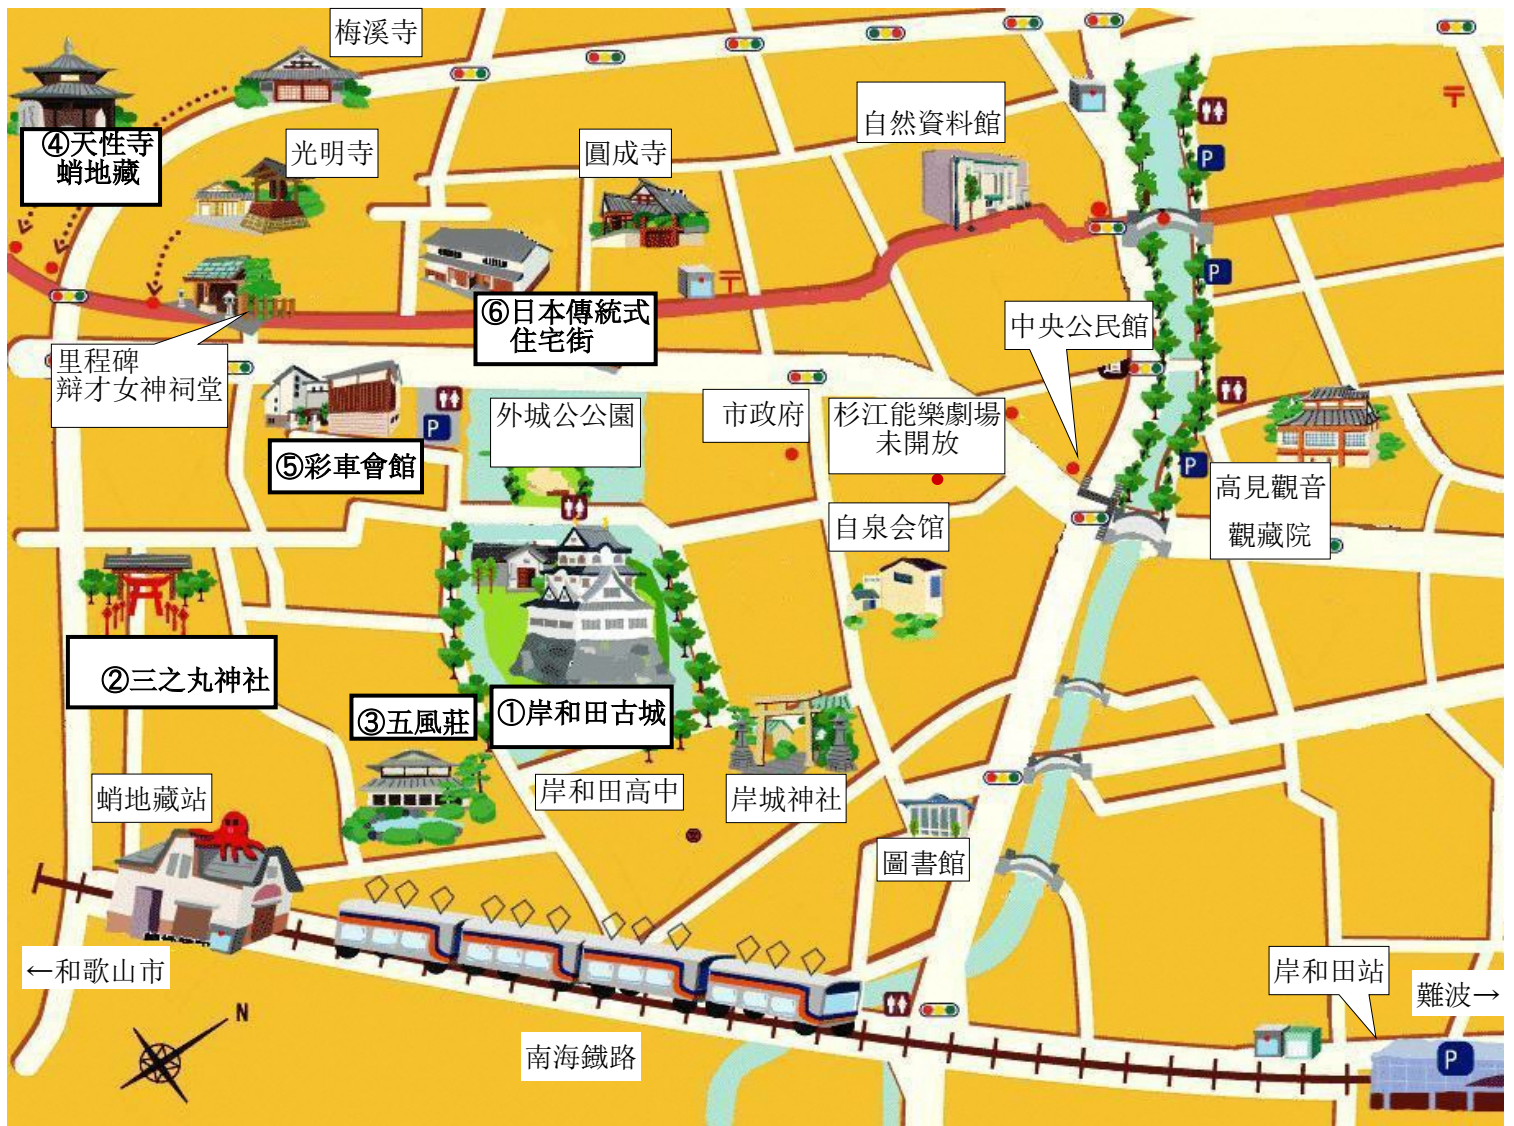 梅溪寺
④天性寺
蛸地藏
光明寺
圓成寺
自然資料館
〒
P
P
⑥日本傳統式
住宅街
〒
中央公民館
里程碑
辯才女神祠堂
⑤彩車會館
P
外城公公園
市政府
杉江能樂劇場
未開放
P
高見觀音
觀藏院
自泉会馆
②三之丸神社
③五風莊
①岸和田古城
蛸地藏站
岸和田高中
岸城神社
圖書館
←和歌山市
岸和田站
難波→
N
南海鐵路
P